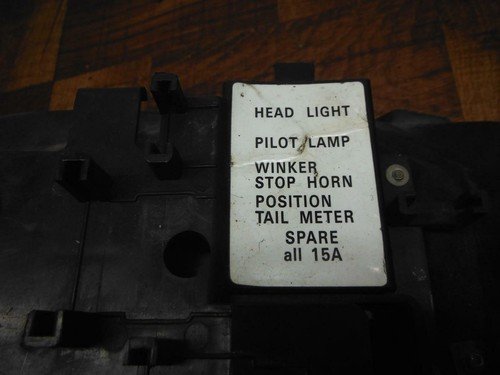 HEAD LIGHT
PILOT LAMP
WINKER
STOP HORN
POSITION
TAIL METER
SPARE
all 15A